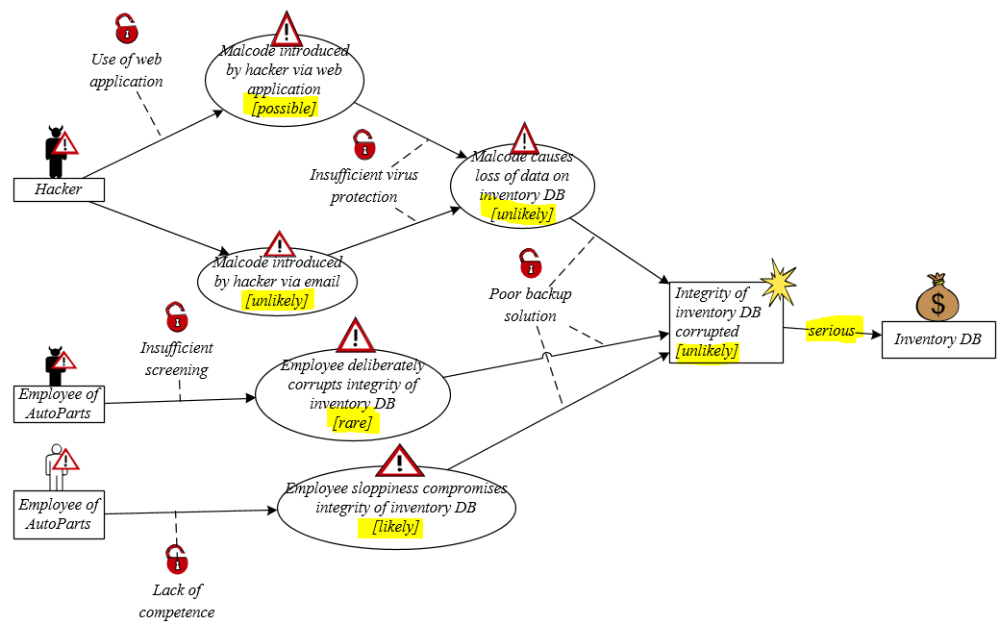 Use of web
application
Malcode introduced
by hacker via web
application
[possible]
Hacker
Insufficient virus
protection
Malcode causes
loss of data on
inventory DB
[unlikely]
Malcode introduced
by hacker via email
[unlikely]
Poor backup
solution
Integrity of
inventory DB
corrupted
[unlikely]
serious
$
Inventory DB
Insufficient
screening
Employee of
AutoParts
Employee deliberately
corrupts integrity of
inventory DB
[rare]
Employee of
AutoParts
Employee sloppiness compromises
integrity of inventory DB
[likely]
Lack of
competence